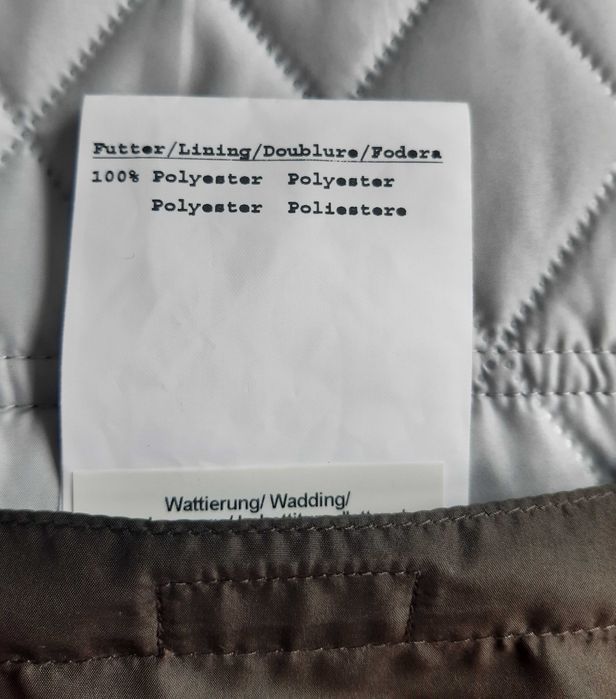 Futter/Lining/Doublure/Fodera
100% Polyester Polyester
Polyester Poliestere
Wattierung/ Wadding/